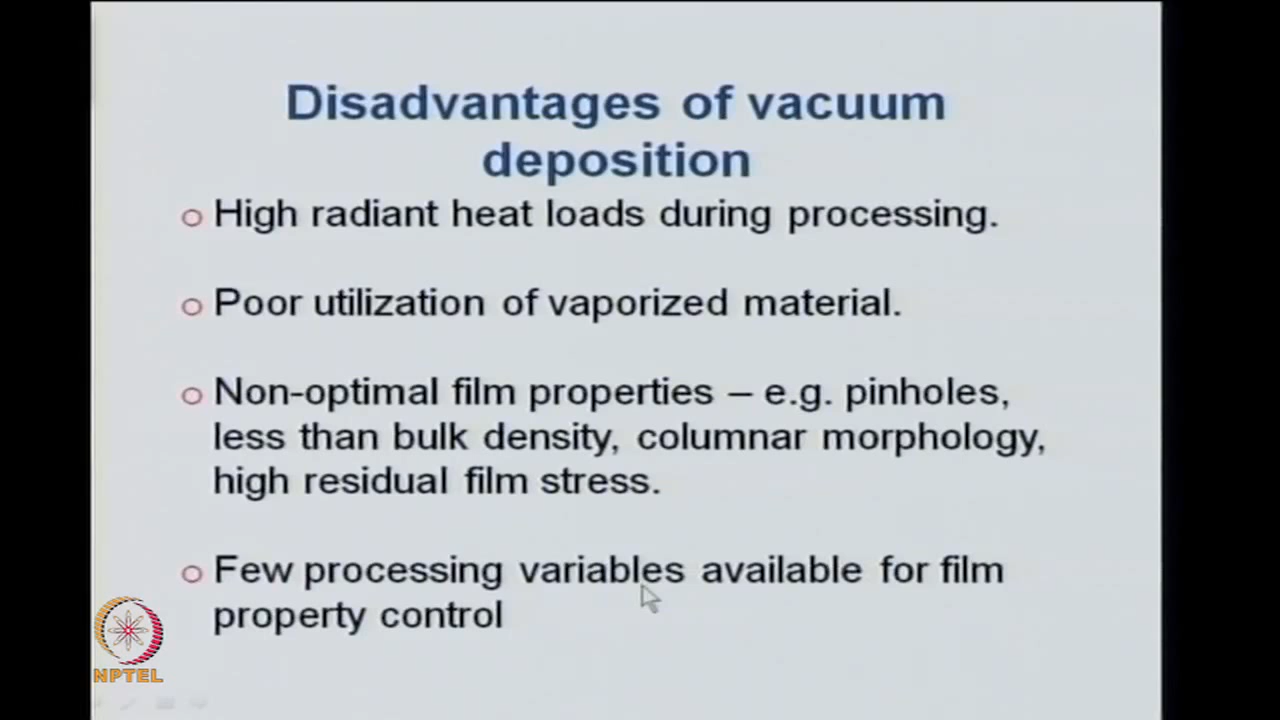 Disadvantages of vacuum
deposition
o High radiant heat loads during processing.
o Poor utilization of vaporized material.
o Non-optimal film properties – e.g. pinholes,
less than bulk density, columnar morphology,
high residual film stress.
o Few processing variables available for film
property control
NPTEL